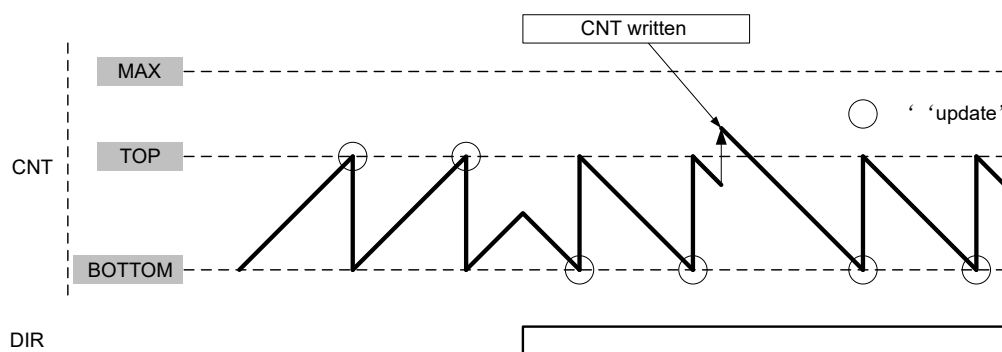 CNT written
MAX
‘ ‘update’
TOP
CNT
BOTTOM
DIR